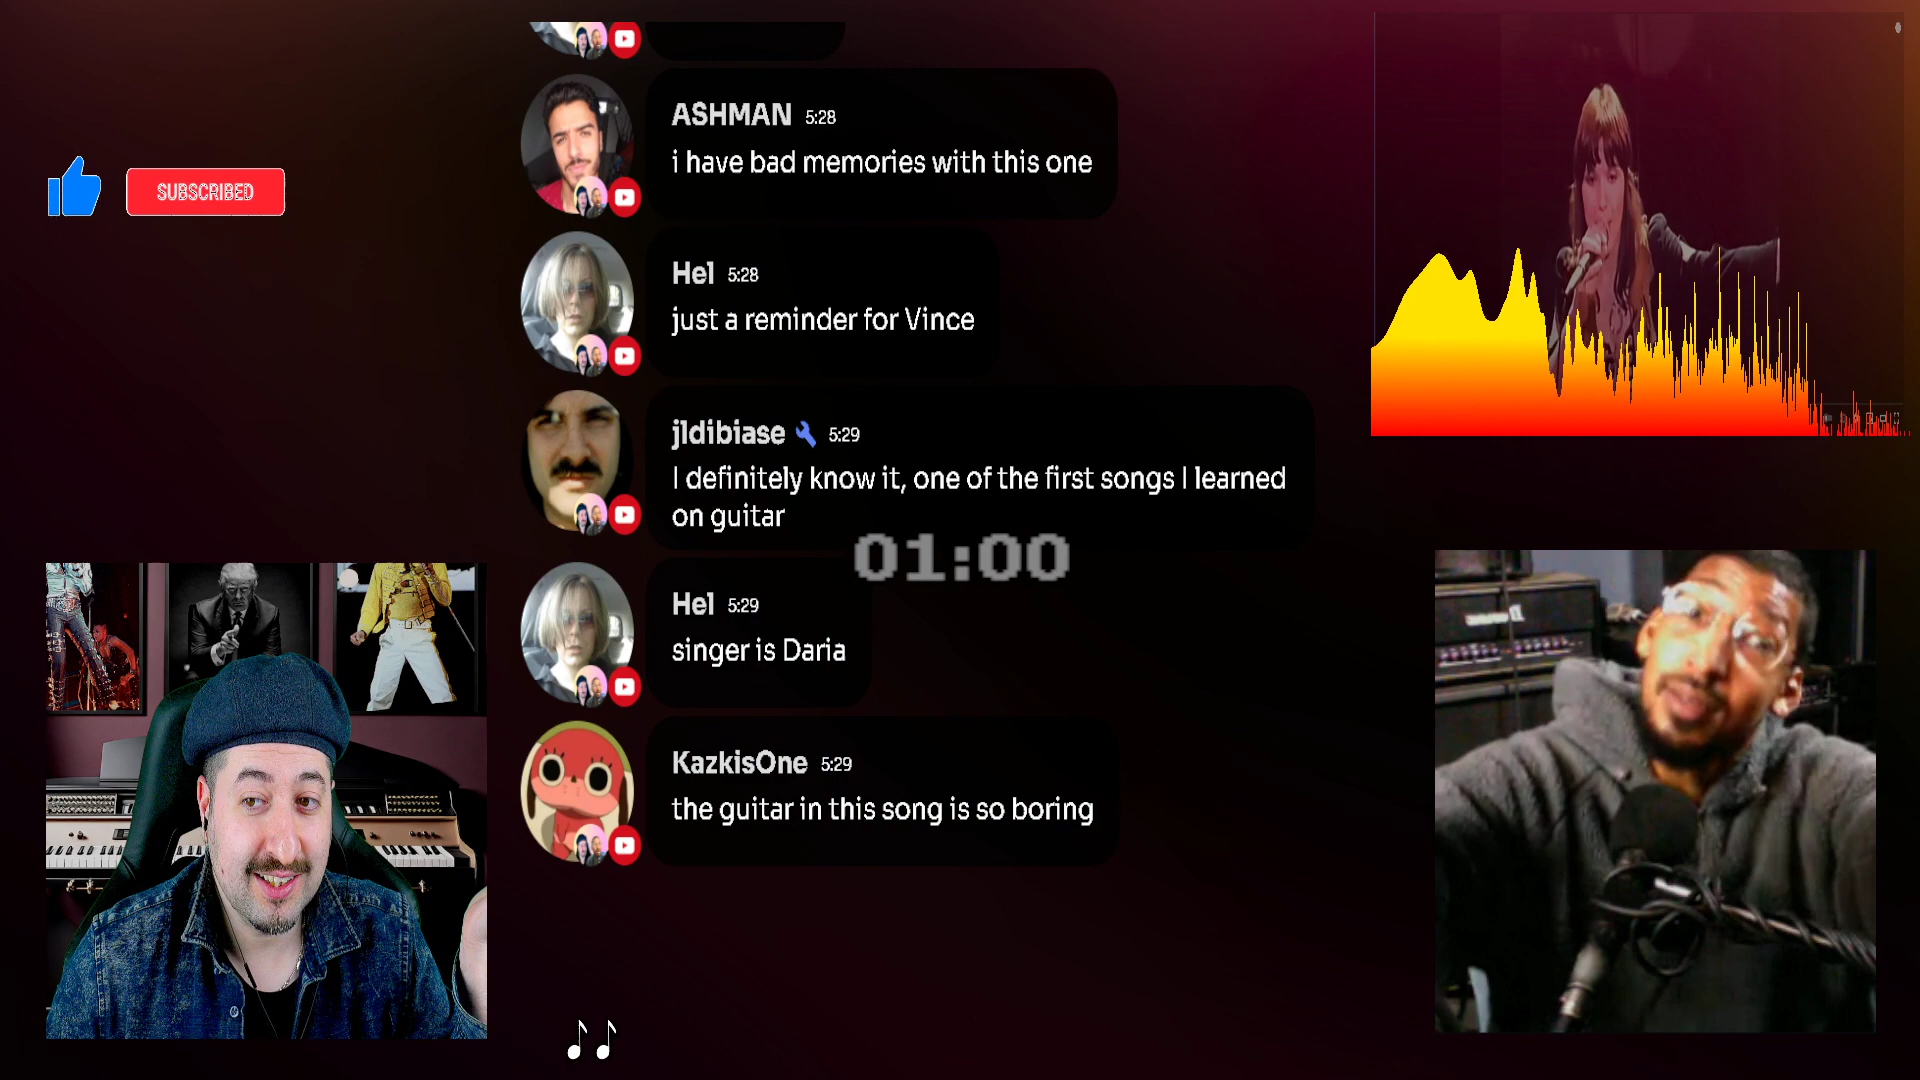 ASHMAN 5:28
i have bad memories with this one
SUBSCRIBED
Hel 5:28
just a reminder for Vince
jldibiase 5:29
I definitely know it, one of the first songs I learned
on guitar
01:00
Hel 5:29
singer is Daria
KazkisOne 5:29
the guitar in this song is so boring